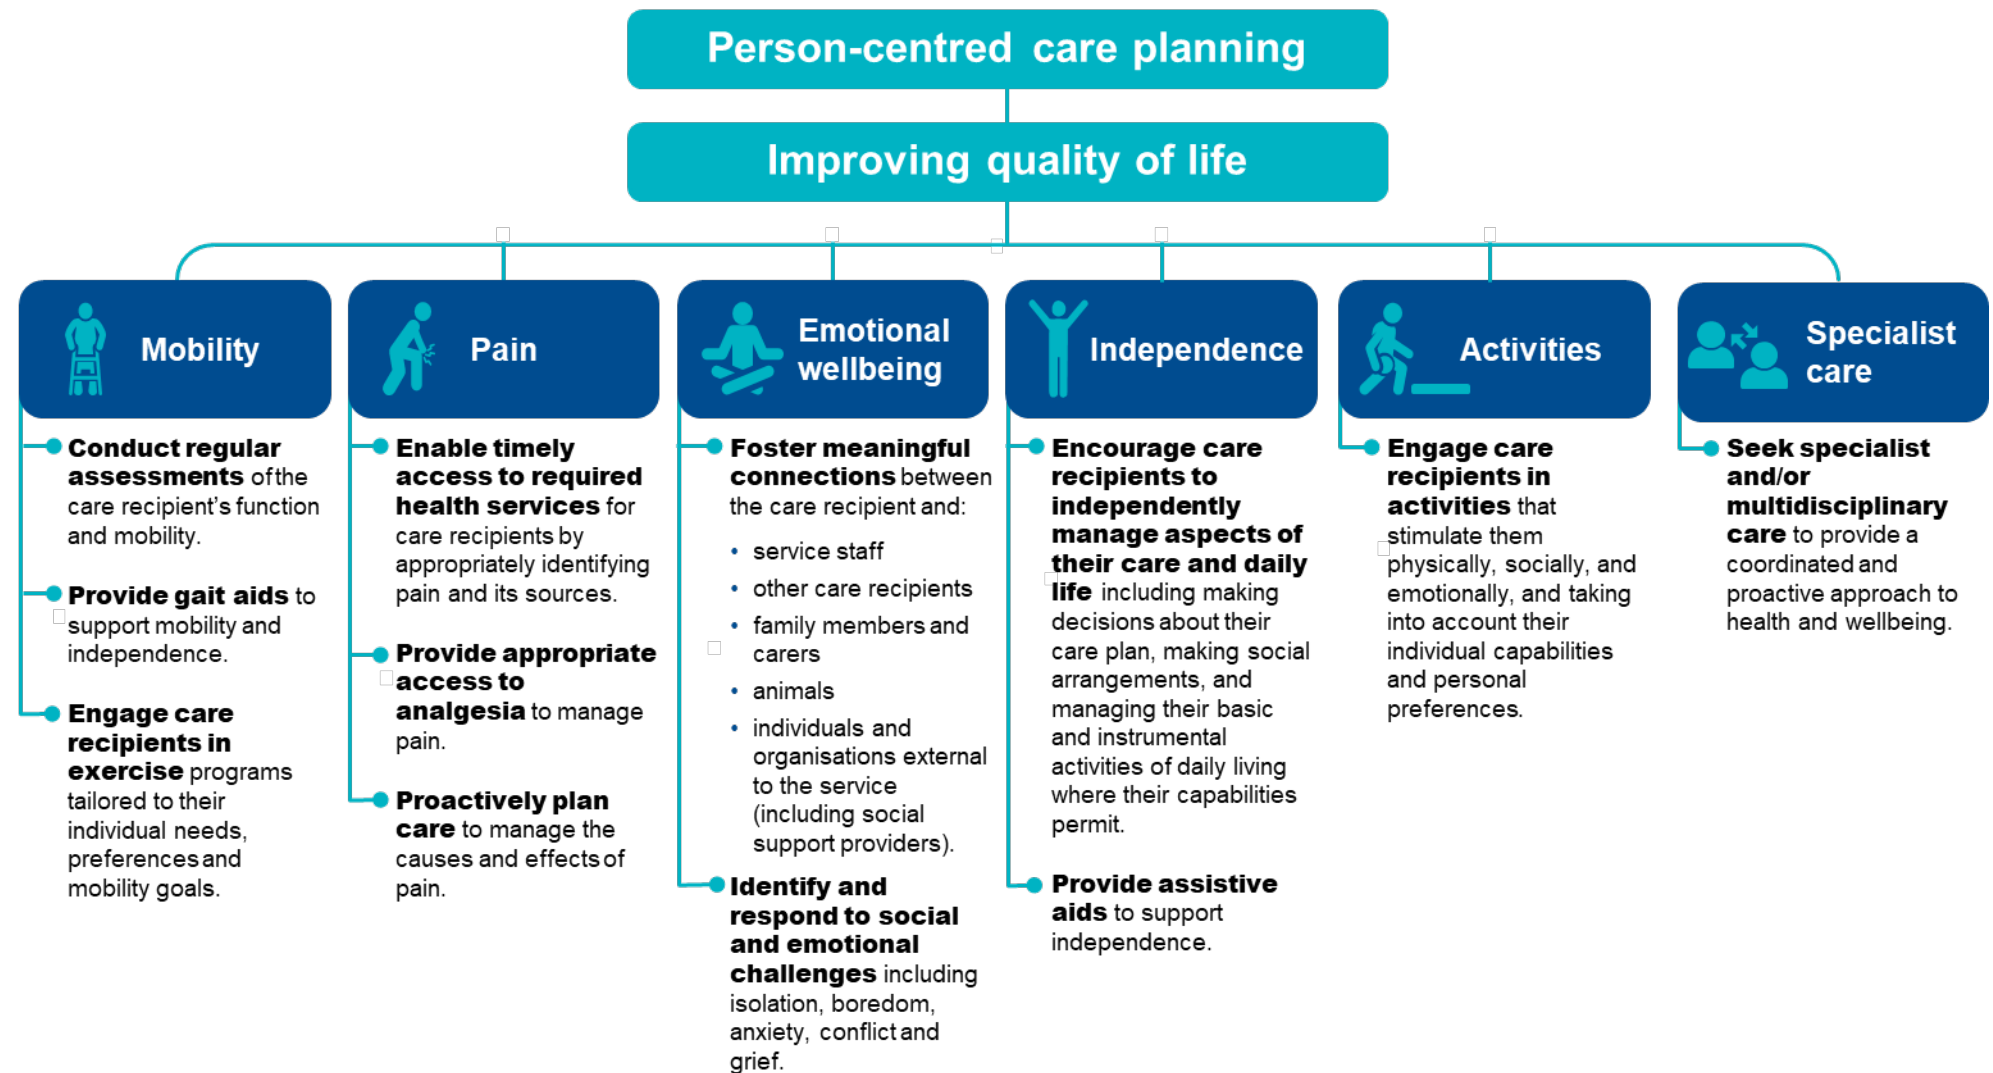 Person-centred care planning
Improving quality of life
Mobility
Conduct regular
assessments of the
care recipient's function
and mobility.
Provide gait aids to
support mobility and
independence.
Engage care
recipients in
exercise programs
tailored to their
individual needs,
preferences and
mobility goals.
Pain
Enable timely
access to required
health services for
care recipients by
appropriately identifying
pain and its sources.
Provide appropriate
access to
analgesia to manage
pain.
Proactively plan
care to manage the
causes and effects of
pain.
Emotional
wellbeing
Foster meaningful
connections between
the care recipient and:
• service staff
• other care recipients
• family members and
carers
• animals
• individuals and
organisations external
to the service
(including social
support providers).
Identify and
respond to social
and emotional
challenges including
isolation, boredom,
anxiety, conflict and
grief.
Independence
Encourage care
recipients to
independently
manage aspects of
their care and daily
life including making
decisions about their
care plan, making social
arrangements, and
managing their basic
and instrumental
activities of daily living
where their capabilities
permit.
Provide assistive
aids to support
independence.
Activities
Engage care
recipients in
activities that
stimulate them
physically, socially, and
emotionally, and taking
into account their
individual capabilities
and personal
preferences.
Specialist
care
Seek specialist
and/or
multidisciplinary
care to provide a
coordinated and
proactive approach to
health and wellbeing.